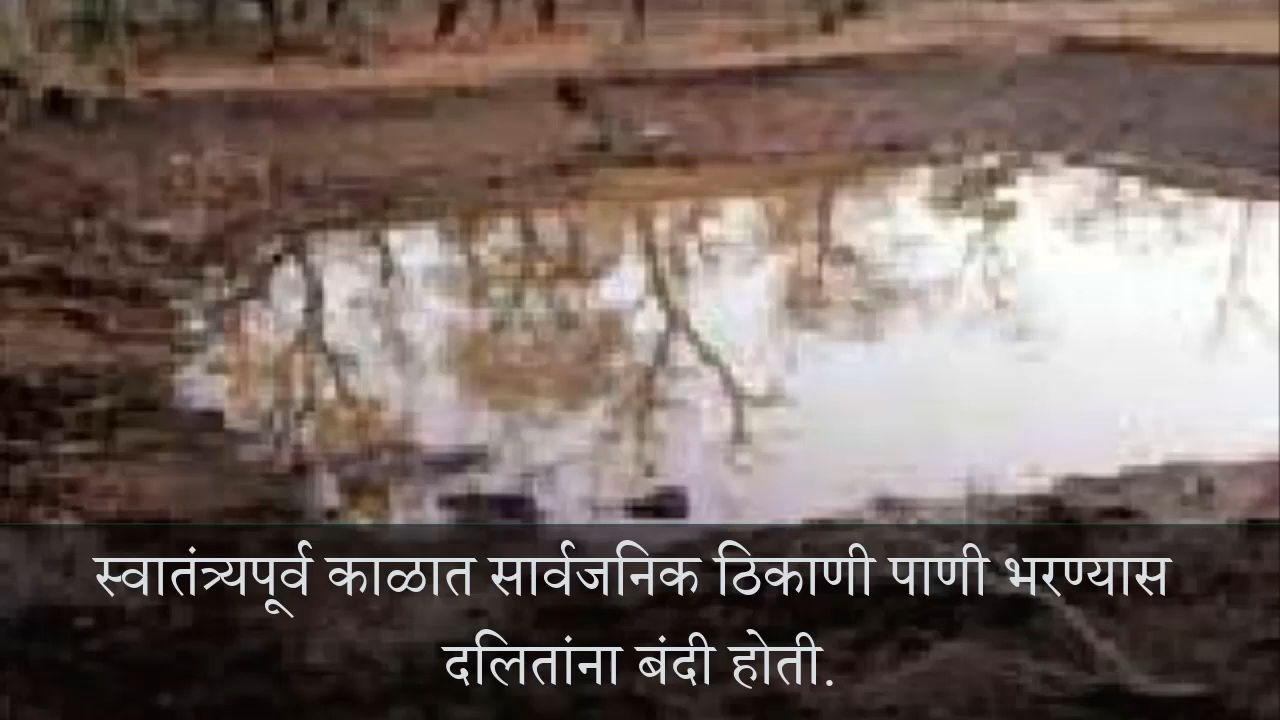 स्वातंत्र्यपूर्व काळात सार्वजनिक ठिकाणी पाणी भरण्यास
दलितांना बंदी होती.